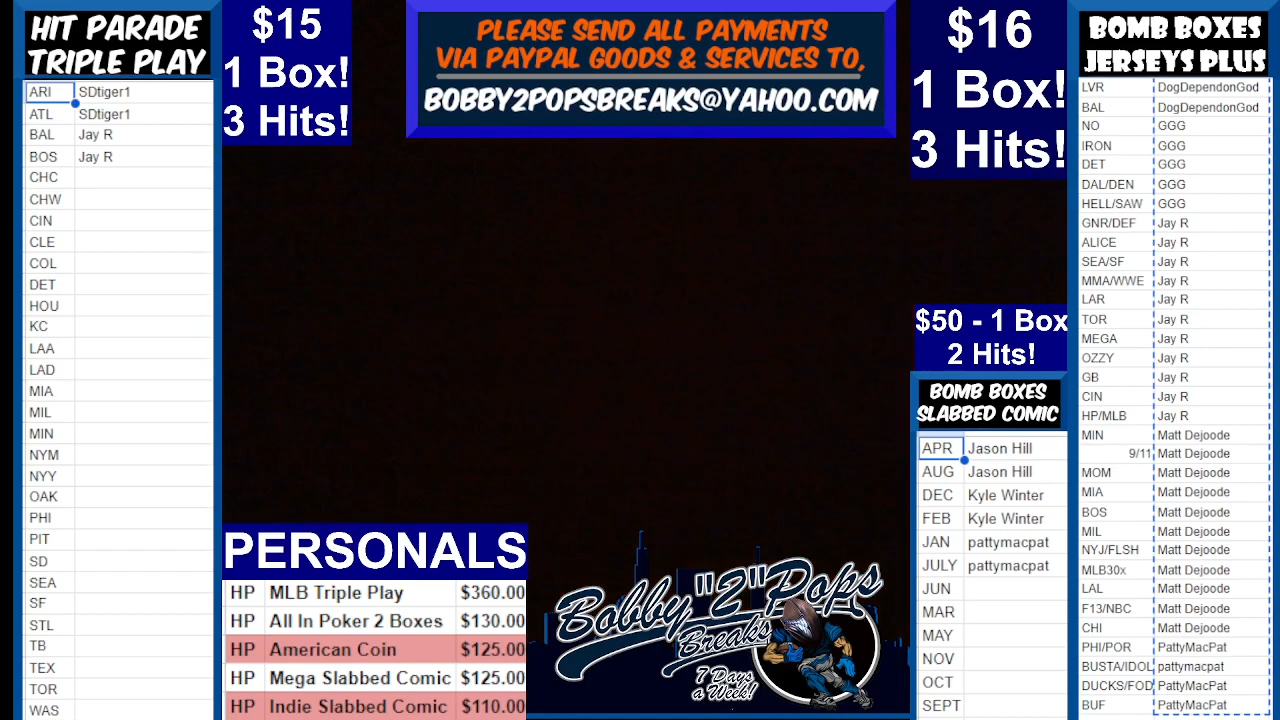 HIT PARADE
TRIPLE PLAY
ARI SDtiger1
ATL SDtiger1
BAL Jay R
BOS Jay R
CHC
CHW
CIN
CLE
COL
DET
HOU
KC
LAA
LAD
MIA
MIL
MIN
NYM
NYY
OAK
PHI
PIT
SD
SEA
SF
STL
TB
TEX
TOR
WAS
$15
1 Box!
3 Hits!
PLEASE SEND ALL PAYMENTS
VIA PAYPAL GOODS & SERVICES TO,
BOBBY2POPSBREAKS@YAHOO.COM
PERSONALS
HP MLB Triple Play $360.00
HP All In Poker 2 Boxes $130.00
HP American Coin $125.00
HP Mega Slabbed Comic $125.00
HP Indie Slabbed Comic $110.00
Bobby "2" Pops
Breaks
7 Days
a Week!
$16
1 Box!
3 Hits!
$50 - 1 Box
2 Hits!
BOMB BOXES
SLABBED COMIC
APR Jason Hill
AUG Jason Hill
DEC Kyle Winter
FEB Kyle Winter
JAN pattymacpat
JULY pattymacpat
JUN
MAR
MAY
NOV
OCT
SEPT
BOMB BOXES
JERSEYS PLUS
LVR DogDependonGod
BAL DogDependonGod
NO GGG
IRON GGG
DET GGG
DAL/DEN GGG
HELL/SAW GGG
GNR/DEF Jay R
ALICE Jay R
SEA/SF Jay R
MMA/WWE Jay R
LAR Jay R
TOR Jay R
MEGA Jay R
OZZY Jay R
GB Jay R
CIN Jay R
HP/MLB Jay R
MIN Matt Dejoode
9/11 Matt Dejoode
MOM Matt Dejoode
MIA Matt Dejoode
BOS Matt Dejoode
MIL Matt Dejoode
NYJ/FLSH Matt Dejoode
MLB30x Matt Dejoode
LAL Matt Dejoode
F13/NBC Matt Dejoode
CHI Matt Dejoode
PHI/POR PattyMacPat
BUSTA/IDOL pattymacpat
DUCKS/FOD PattyMacPat
BUF PattyMacPat